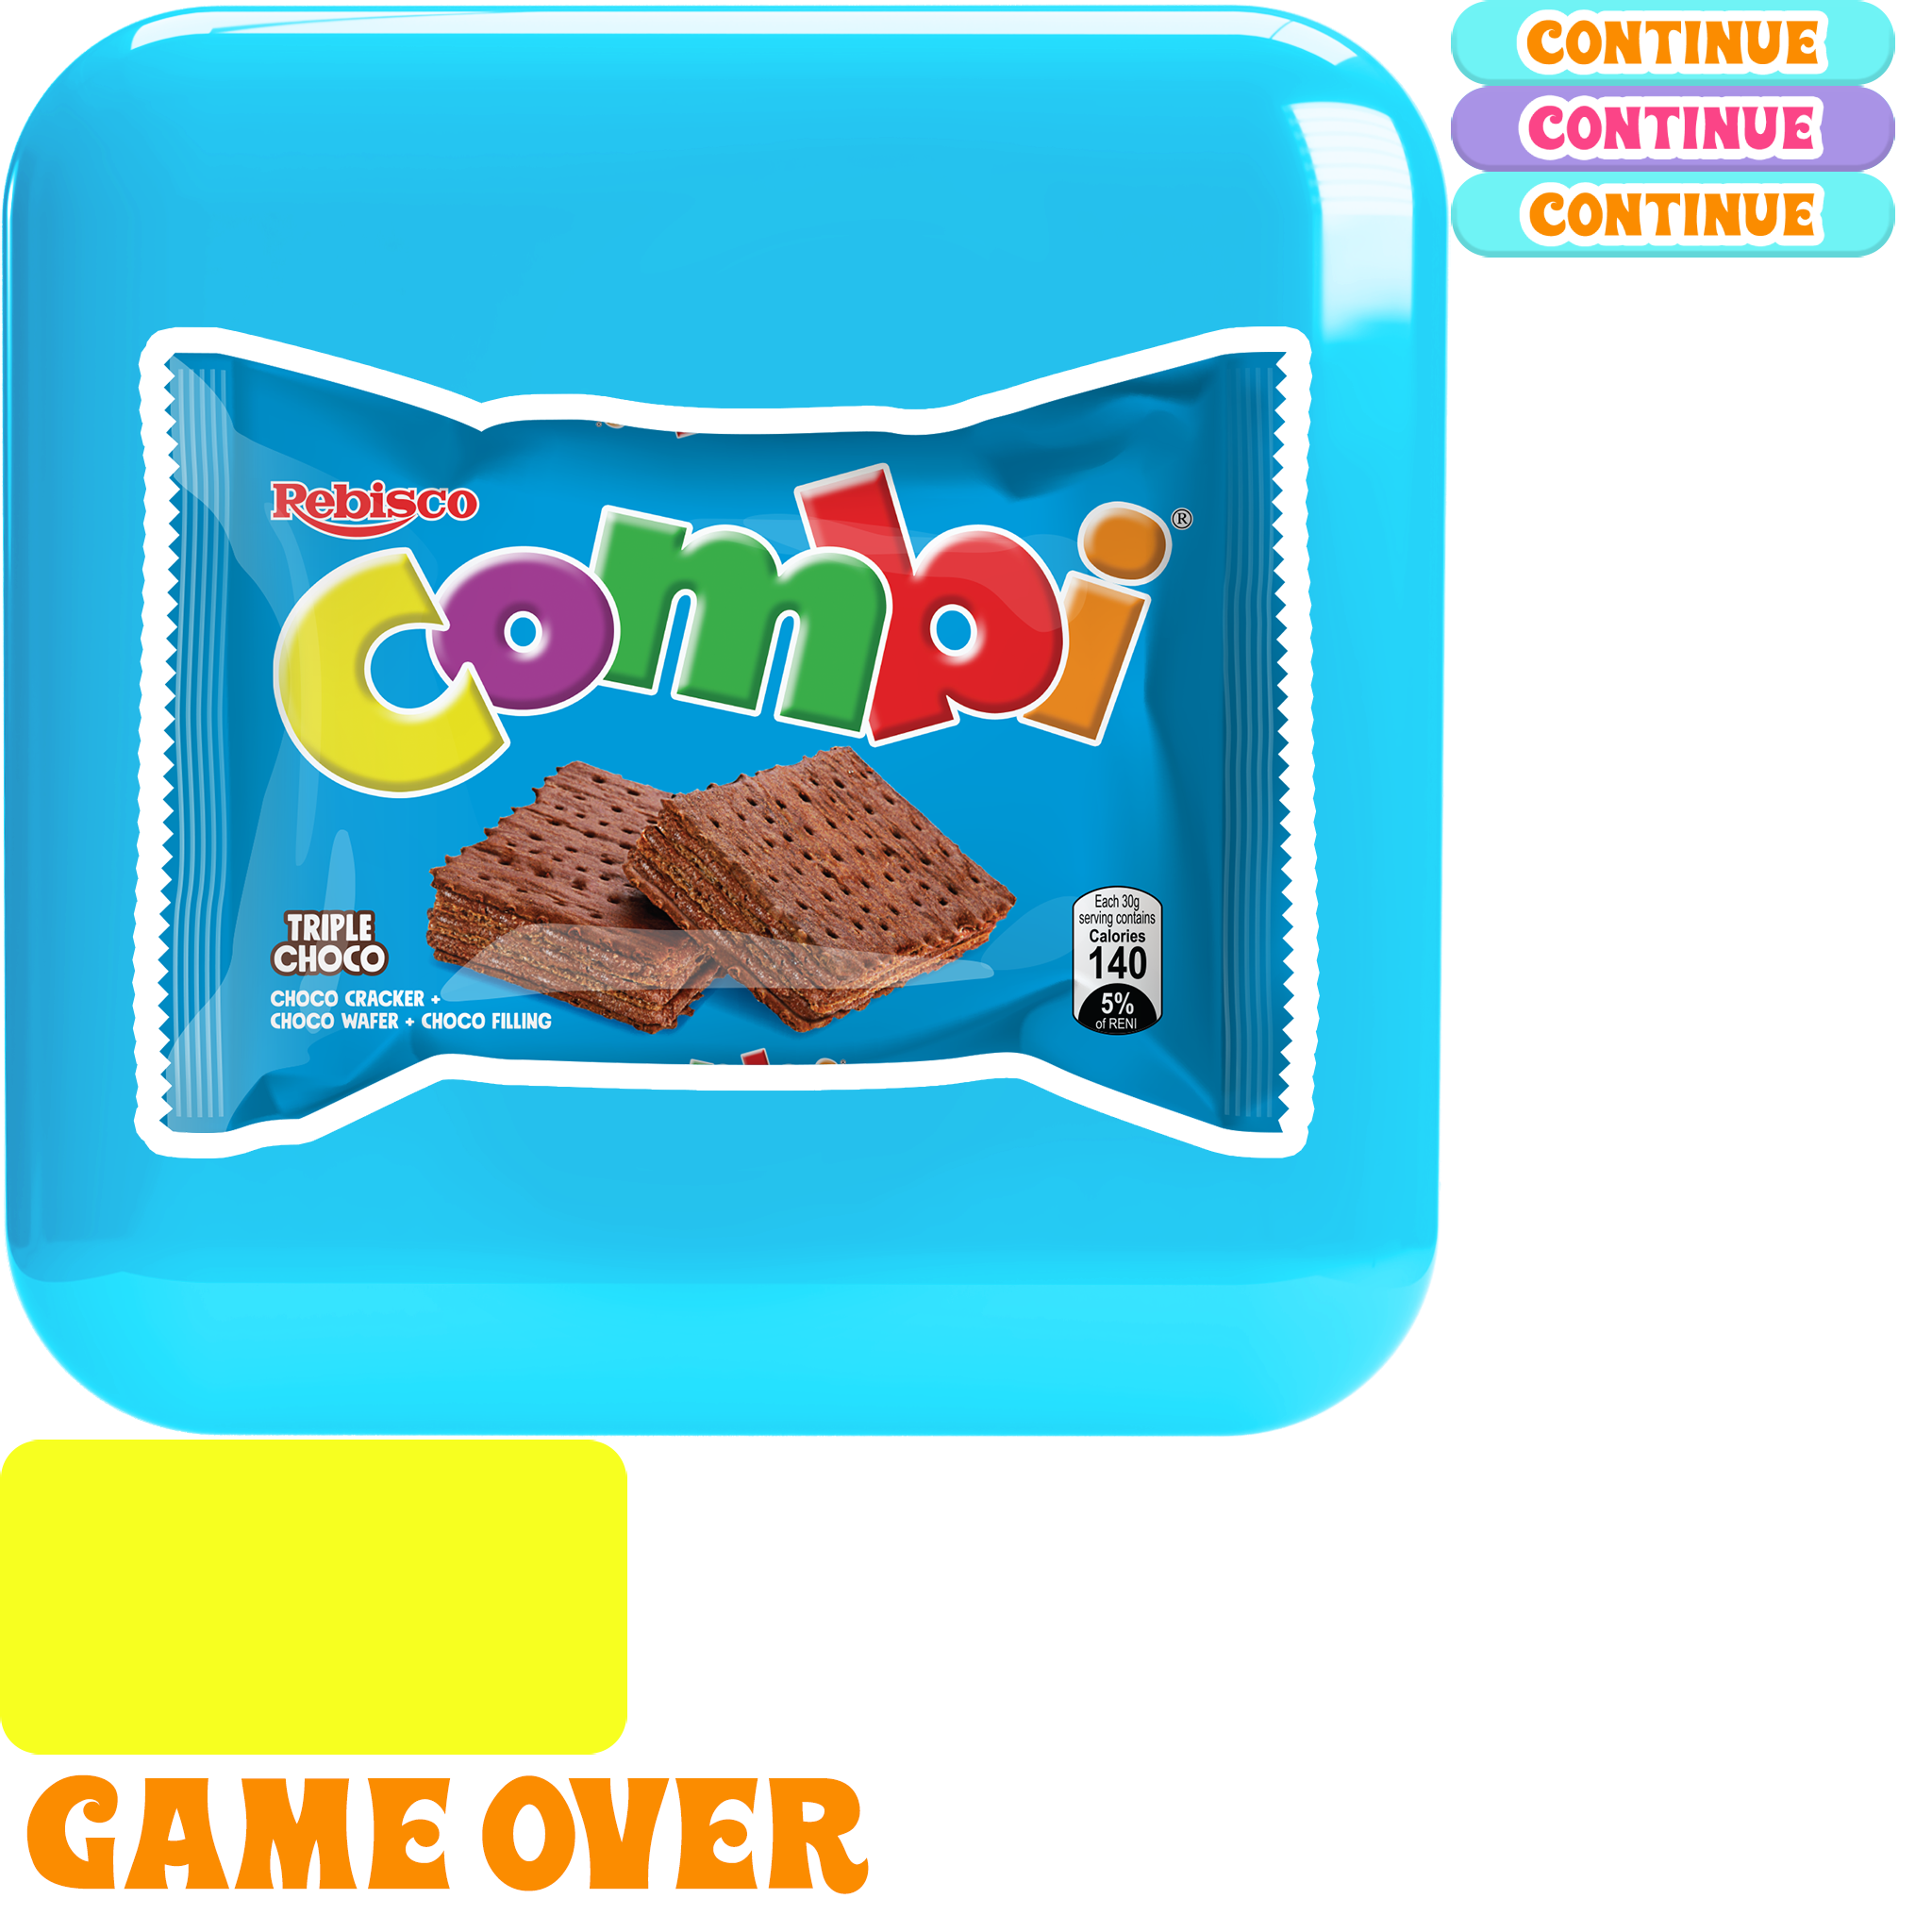 CONTINUE
CONTINUE
CONTINUE
Rebisco
Combi®
TRIPLE
CHOCO
CHOCO CRACKER +
CHOCO WAFER + CHOCO FILLING
Each 30g
serving contains
Calories
140
5%
of RENI
GAME OVER